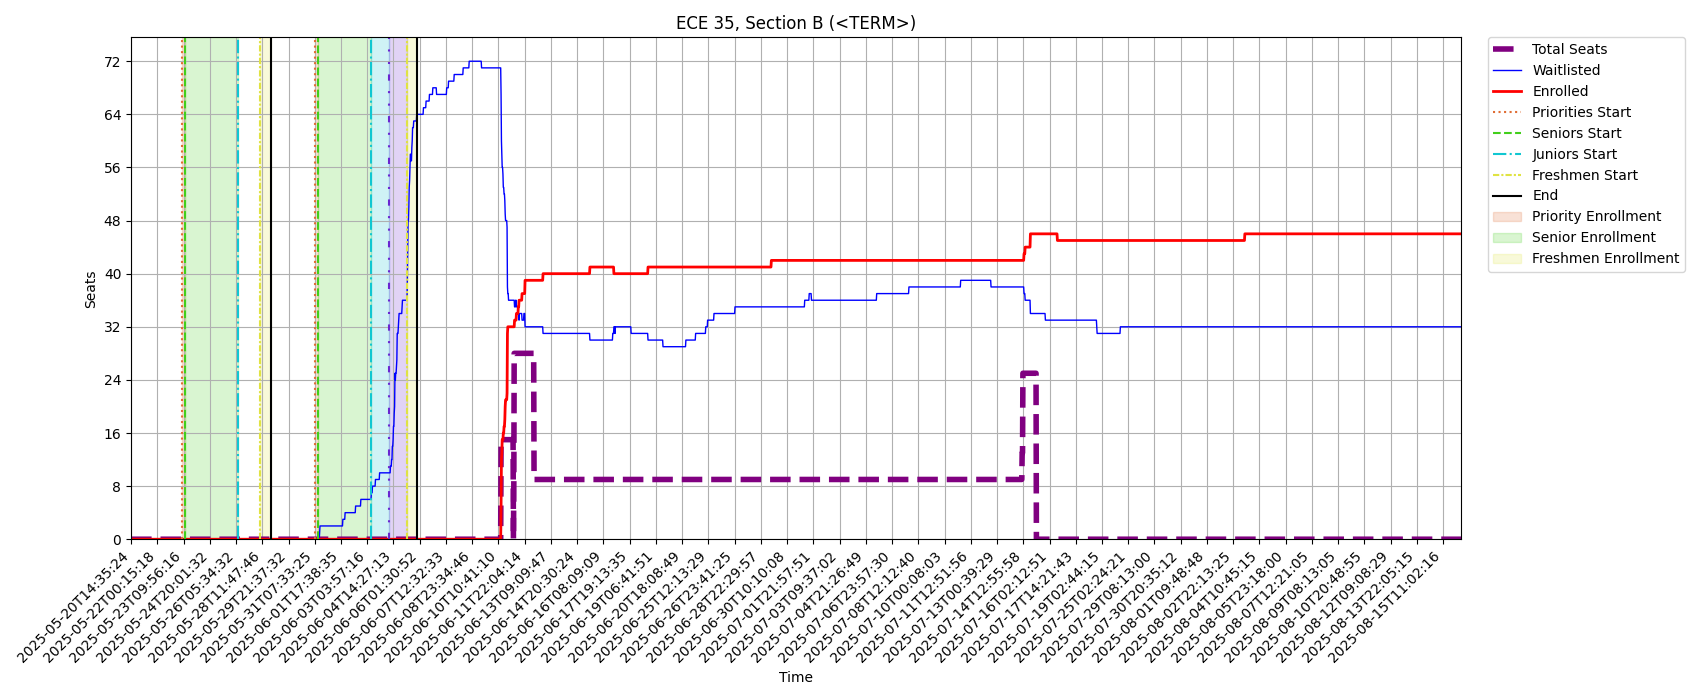 ECE 35, Section B (<TERM>)
Total Seats
Waitlisted
Enrolled
Priorities Start
Seniors Start
Juniors Start
Freshmen Start
End
Priority Enrollment
Senior Enrollment
Freshmen Enrollment
Seats
72
64
56
48
40
32
24
16
8
0
2025-05-20T14:35:24
2025-05-22T00:15:18
2025-05-23T09:56:16
2025-05-24T20:01:32
2025-05-26T05:34:32
2025-05-28T11:47:46
2025-05-29T21:37:32
2025-05-31T07:33:25
2025-06-01T17:38:35
2025-06-03T03:57:16
2025-06-04T14:27:13
2025-06-06T01:30:52
2025-06-07T12:32:33
2025-06-08T23:34:46
2025-06-10T10:41:10
2025-06-11T22:04:14
2025-06-13T09:09:47
2025-06-14T20:30:24
2025-06-16T08:09:09
2025-06-17T19:13:35
2025-06-19T06:41:51
2025-06-20T18:08:49
2025-06-25T12:13:29
2025-06-26T23:41:25
2025-06-28T22:29:57
2025-06-30T10:10:08
2025-07-01T21:57:51
2025-07-03T09:37:02
2025-07-04T21:26:49
2025-07-06T23:57:30
2025-07-08T12:12:40
2025-07-10T00:08:03
2025-07-11T12:51:56
2025-07-13T00:39:29
2025-07-14T12:55:58
2025-07-16T02:12:51
2025-07-17T14:21:43
2025-07-19T02:44:15
2025-07-25T02:24:21
2025-07-29T08:13:00
2025-07-30T20:35:12
2025-08-01T09:48:48
2025-08-02T22:13:25
2025-08-04T10:45:15
2025-08-05T23:18:00
2025-08-07T12:21:05
2025-08-09T08:13:05
2025-08-10T20:48:55
2025-08-12T09:08:29
2025-08-13T22:05:15
2025-08-15T11:02:16
Time